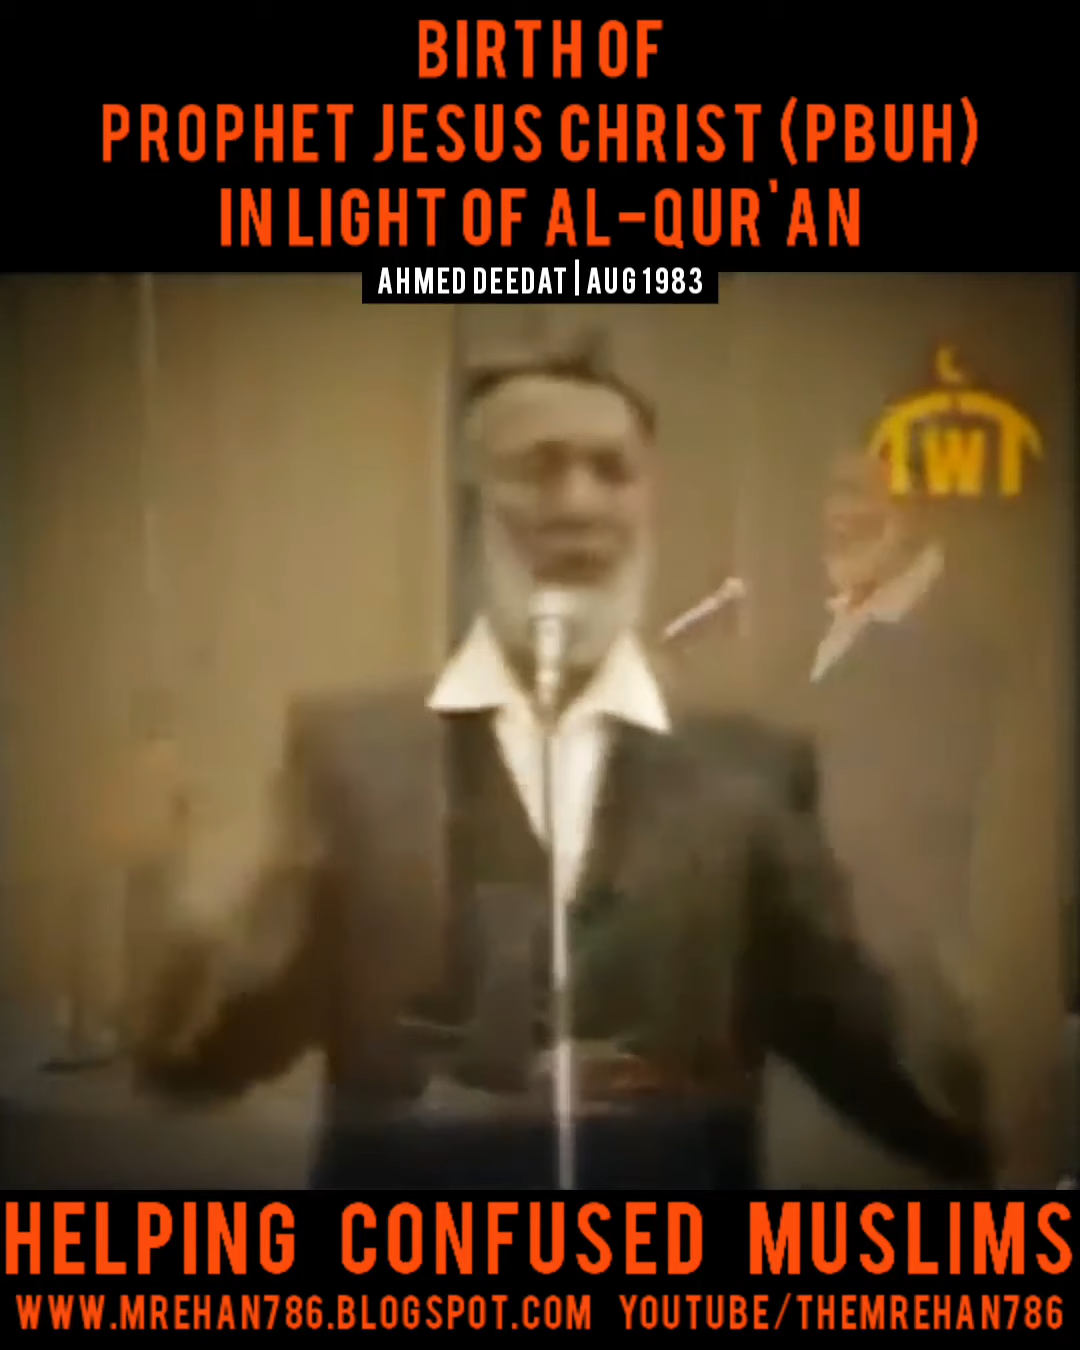 BIRTH OF
PROPHET JESUS CHRIST (PBUH)
IN LIGHT OF AL-QUR'AN
AHMED DEEDAT | AUG 1983
W
HELPING CONFUSED MUSLIMS
WWW.MREHAN786.BLOGSPOT.COM YOUTUBE/THEMREHAN786